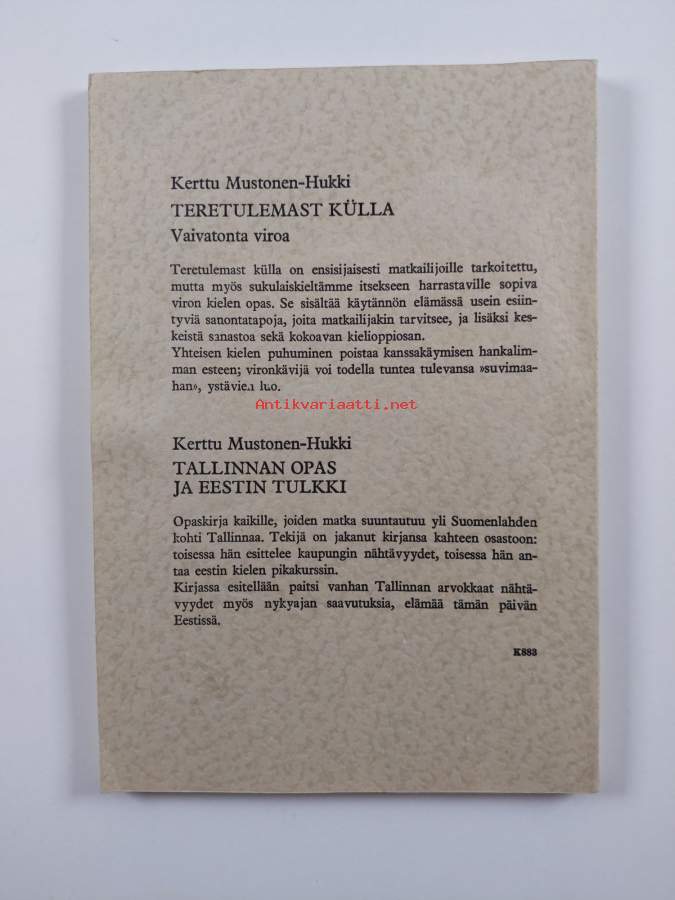 Kerttu Mustonen-Hukki
TERETULEMAST KÜLLA
Vaivatonta viroa
Teretulemast külla on ensisijaisesti matkailijoille tarkoitettu,
mutta myös sukulaiskieltämme itsekseen harrastaville sopiva
viron kielen opas. Se sisältää käytännön elämässä usein esiin-
tyviä sanontatapoja, joita matkailijakin tarvitsee, ja lisäksi kes-
keistä sanastoa sekä kokoavan kielioppiosan.
Yhteisen kielen puhuminen poistaa kanssakäymisen hankalim-
man esteen; vironkävijä voi todella tuntea tulevansa »suvimaa-
han», ystävien luo.
Antikvariaatti.net
Kerttu Mustonen-Hukki
TALLINNAN OPAS
JA EESTIN TULKKI
Opaskirja kaikille, joiden matka suuntautuu yli Suomenlahden
kohti Tallinnaa. Tekijä on jakanut kirjansa kahteen osastoon:
toisessa hän esittelee kaupungin nähtävyydet, toisessa hän an-
taa eestin kielen pikakurssin.
Kirjassa esitellään paitsi vanhan Tallinnan arvokkaat nähtä-
vyydet myös nykyajan saavutuksia, elämää tämän päivän
Eestissä.
K883